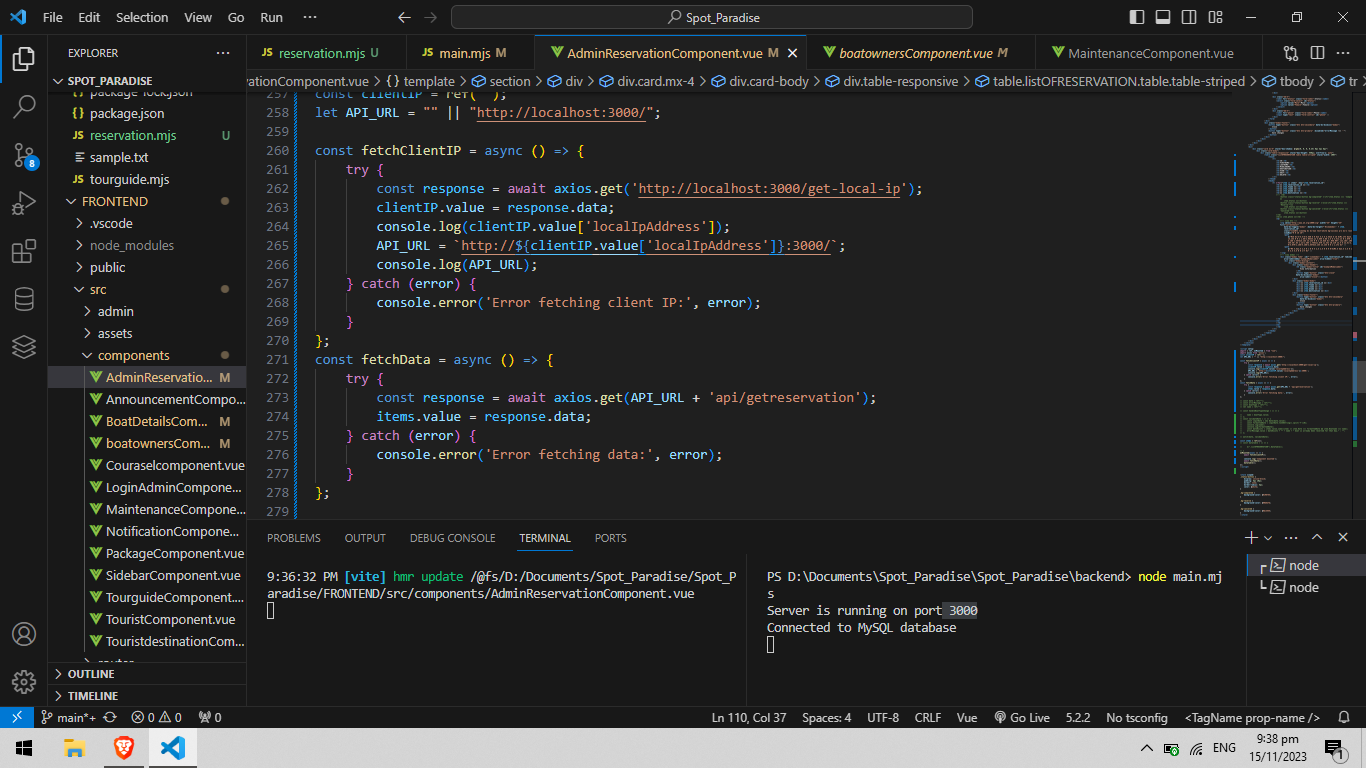 File Edit Selection View Go Run ··· Spot_Paradise
EXPLORER
SPOT_PARADISE
package-lock.json
package.json
reservation.mjs U
sample.txt
tourguide.mjs
FRONTEND
.vscode
node_modules
public
src
admin
assets
components
AdminReservatio... M
AnnouncementCompo...
BoatDetailsCom... M
boatownersCom... M
Couraselcomponent.vue
LoginAdminCompone...
MaintenanceCompone...
NotificationCompone...
PackageComponent.vue
SidebarComponent.vue
TourguideComponent....
TouristComponent.vue
TouristdestinationCom...
router
OUTLINE
TIMELINE
8
JS reservation.mjs U JS main.mjs M AdminReservationComponent.vue M boatownersComponent.vue M MaintenanceComponent.vue
vationComponent.vue > {} template > section > div > div.card.mx-4 > div.card-body > div.table-responsive > table.listOFRESERVATION.table.table-striped > tbody > tr >
257 const clientIP = ref('');
258 let API_URL = "" || "http://localhost:3000/";
259
260 const fetchClientIP = async () => {
261 try {
262 const response = await axios.get('http://localhost:3000/get-local-ip');
263 clientIP.value = response.data;
264 console.log(clientIP.value['localIpAddress']);
265 API_URL = `http://${clientIP.value['localIpAddress']}:3000/`;
266 console.log(API_URL);
267 } catch (error) {
268 console.error('Error fetching client IP:', error);
269 }
270 };
271 const fetchData = async () => {
272 try {
273 const response = await axios.get(API_URL + 'api/getreservation');
274 items.value = response.data;
275 } catch (error) {
276 console.error('Error fetching data:', error);
277 }
278 };
279
PROBLEMS OUTPUT DEBUG CONSOLE TERMINAL PORTS
9:36:32 PM [vite] hmr update /@fs/D:/Documents/Spot_Paradise/Spot_P
aradise/FRONTEND/src/components/AdminReservationComponent.vue
PS D:\Documents\Spot_Paradise\Spot_Paradise\backend> node main.mj
s
Server is running on port 3000
Connected to MySQL database
node
node
main*+ 0 0 0 Ln 110, Col 37 Spaces: 4 UTF-8 CRLF Vue Go Live 5.2.2 No tsconfig <TagName prop-name />
ENG 9:38 pm
15/11/2023
1